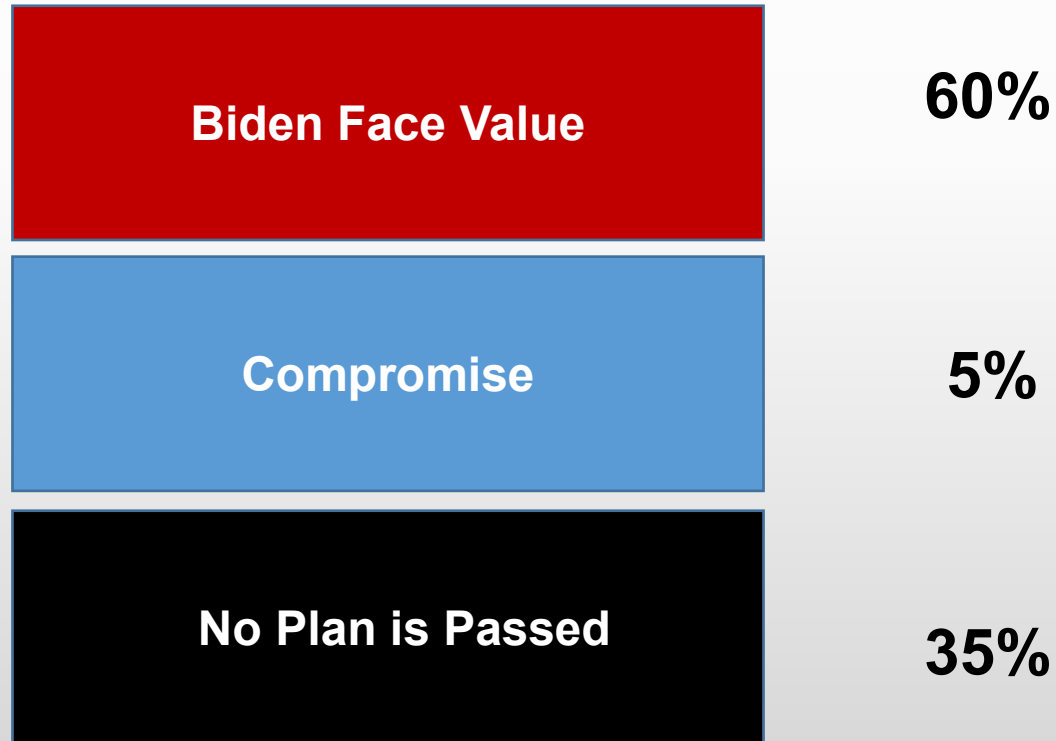 Biden Face Value
60%
Compromise
5%
No Plan is Passed
35%